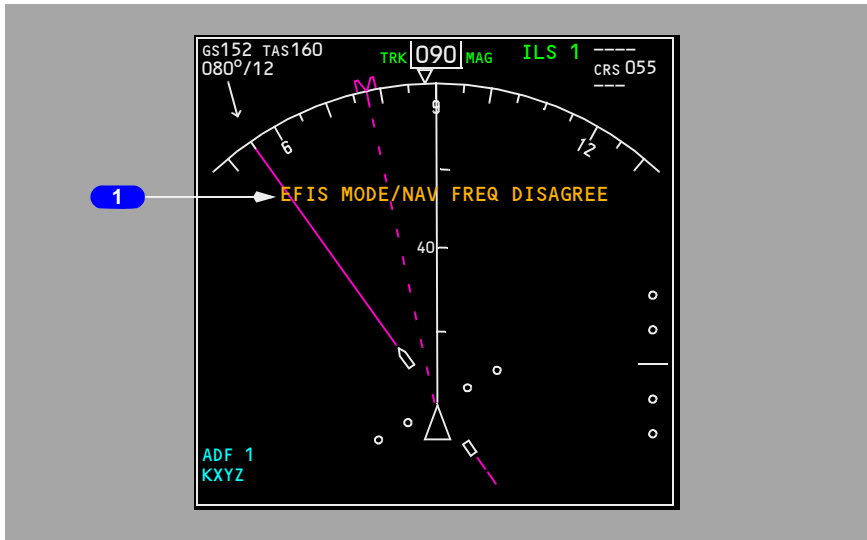 GS152 TAS160
080°/12
TRK 090 MAG
ILS 1
----
CRS 055
---
6
9
12
1
EFIS MODE/NAV FREQ DISAGREE
40
ADF 1
KXYZ